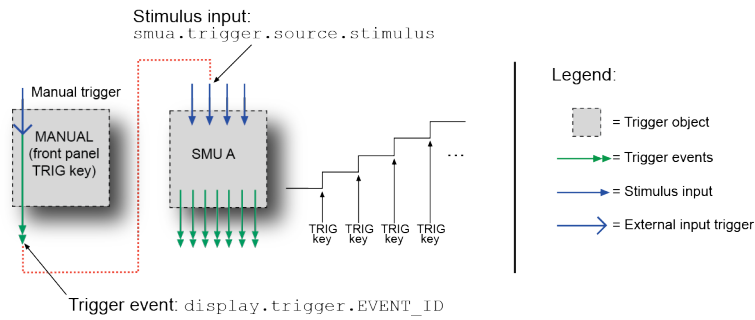 Stimulus input:
smua.trigger.source.stimulus
Manual trigger
MANUAL
(front panel
TRIG key)
SMU A
...
TRIG key
TRIG key
TRIG key
TRIG key
Trigger event: display.trigger.EVENT_ID
Legend:
= Trigger object
= Trigger events
= Stimulus input
= External input trigger